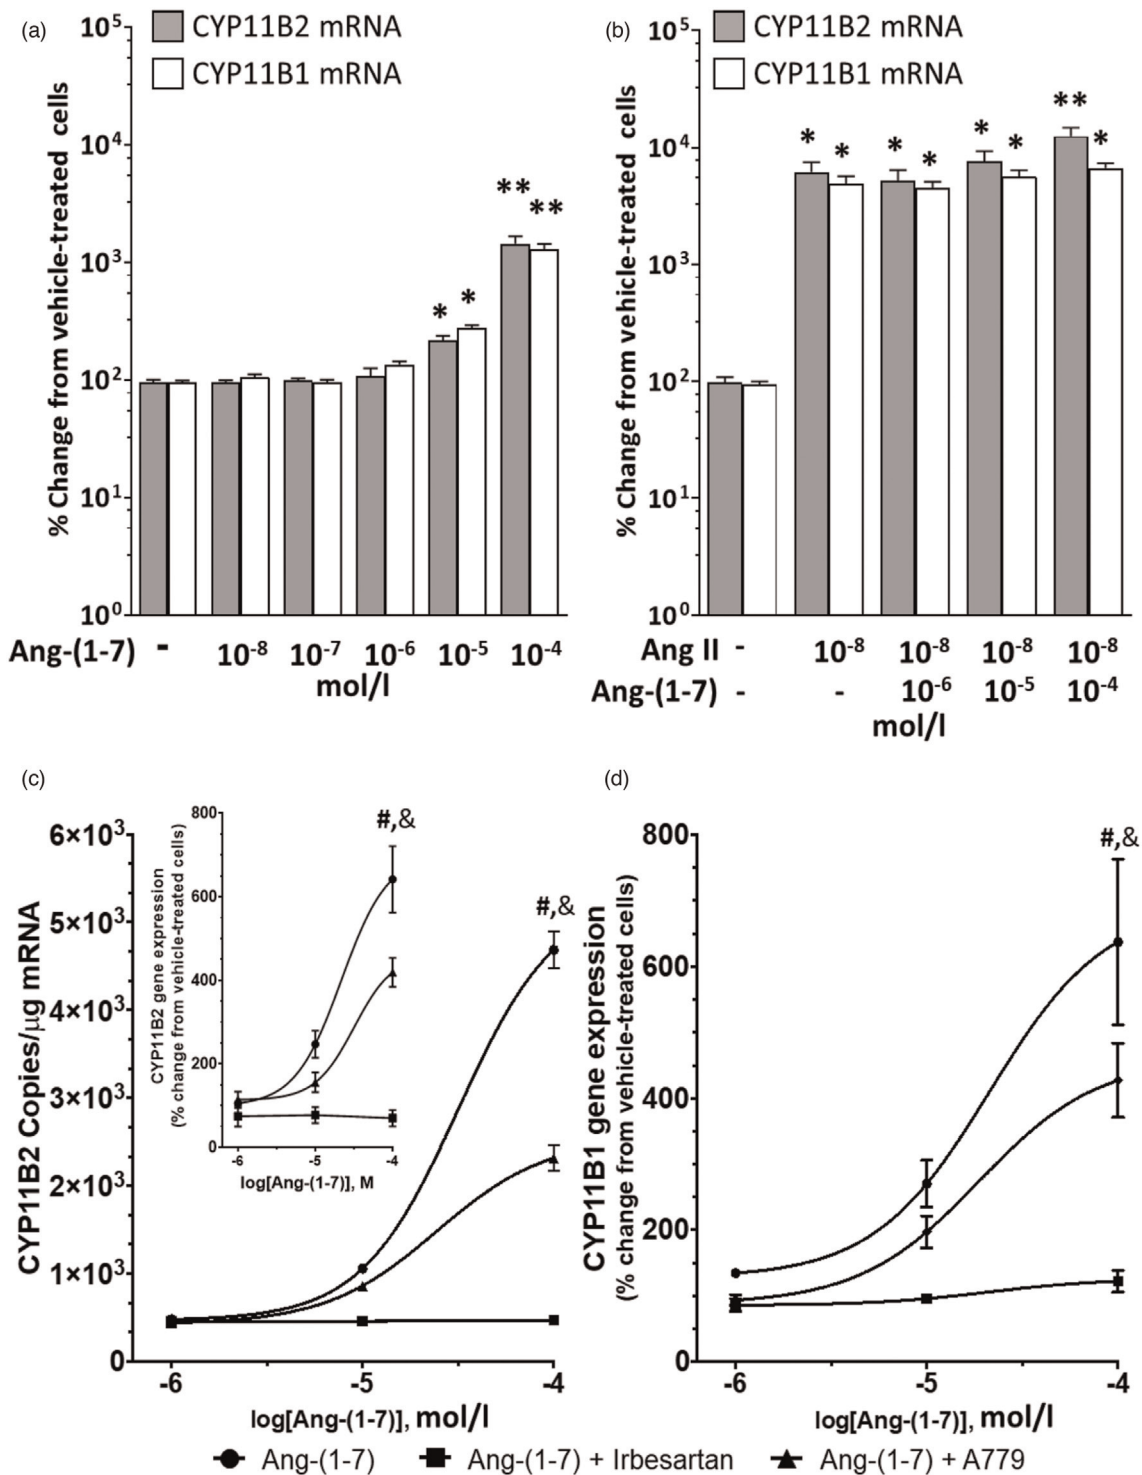 (a)
10⁵
10⁴
10³
10²
10¹
10⁰
% Change from vehicle-treated cells
CYP11B2 mRNA
CYP11B1 mRNA
** **
* *
Ang-(1-7) - 10⁻⁸ 10⁻⁷ 10⁻⁶ 10⁻⁵ 10⁻⁴
mol/l
(b)
10⁵
10⁴
10³
10²
10¹
10⁰
% Change from vehicle-treated cells
CYP11B2 mRNA
CYP11B1 mRNA
* * * * * * ** *
Ang II - 10⁻⁸ 10⁻⁸ 10⁻⁸ 10⁻⁸
Ang-(1-7) - - 10⁻⁶ 10⁻⁵ 10⁻⁴
mol/l
(c)
6×10³
5×10³
4×10³
3×10³
2×10³
1×10³
0
CYP11B2 Copies/µg mRNA
#,&
-6 -5 -4
log[Ang-(1-7)], mol/l
800
600
400
200
0
CYP11B2 gene expression
(% change from vehicle-treated cells)
#,&
-6 -5 -4
log[Ang-(1-7)], M
(d)
800
600
400
200
0
CYP11B1 gene expression
(% change from vehicle-treated cells)
#,&
-6 -5 -4
log[Ang-(1-7)], mol/l
Ang-(1-7) Ang-(1-7) + Irbesartan Ang-(1-7) + A779